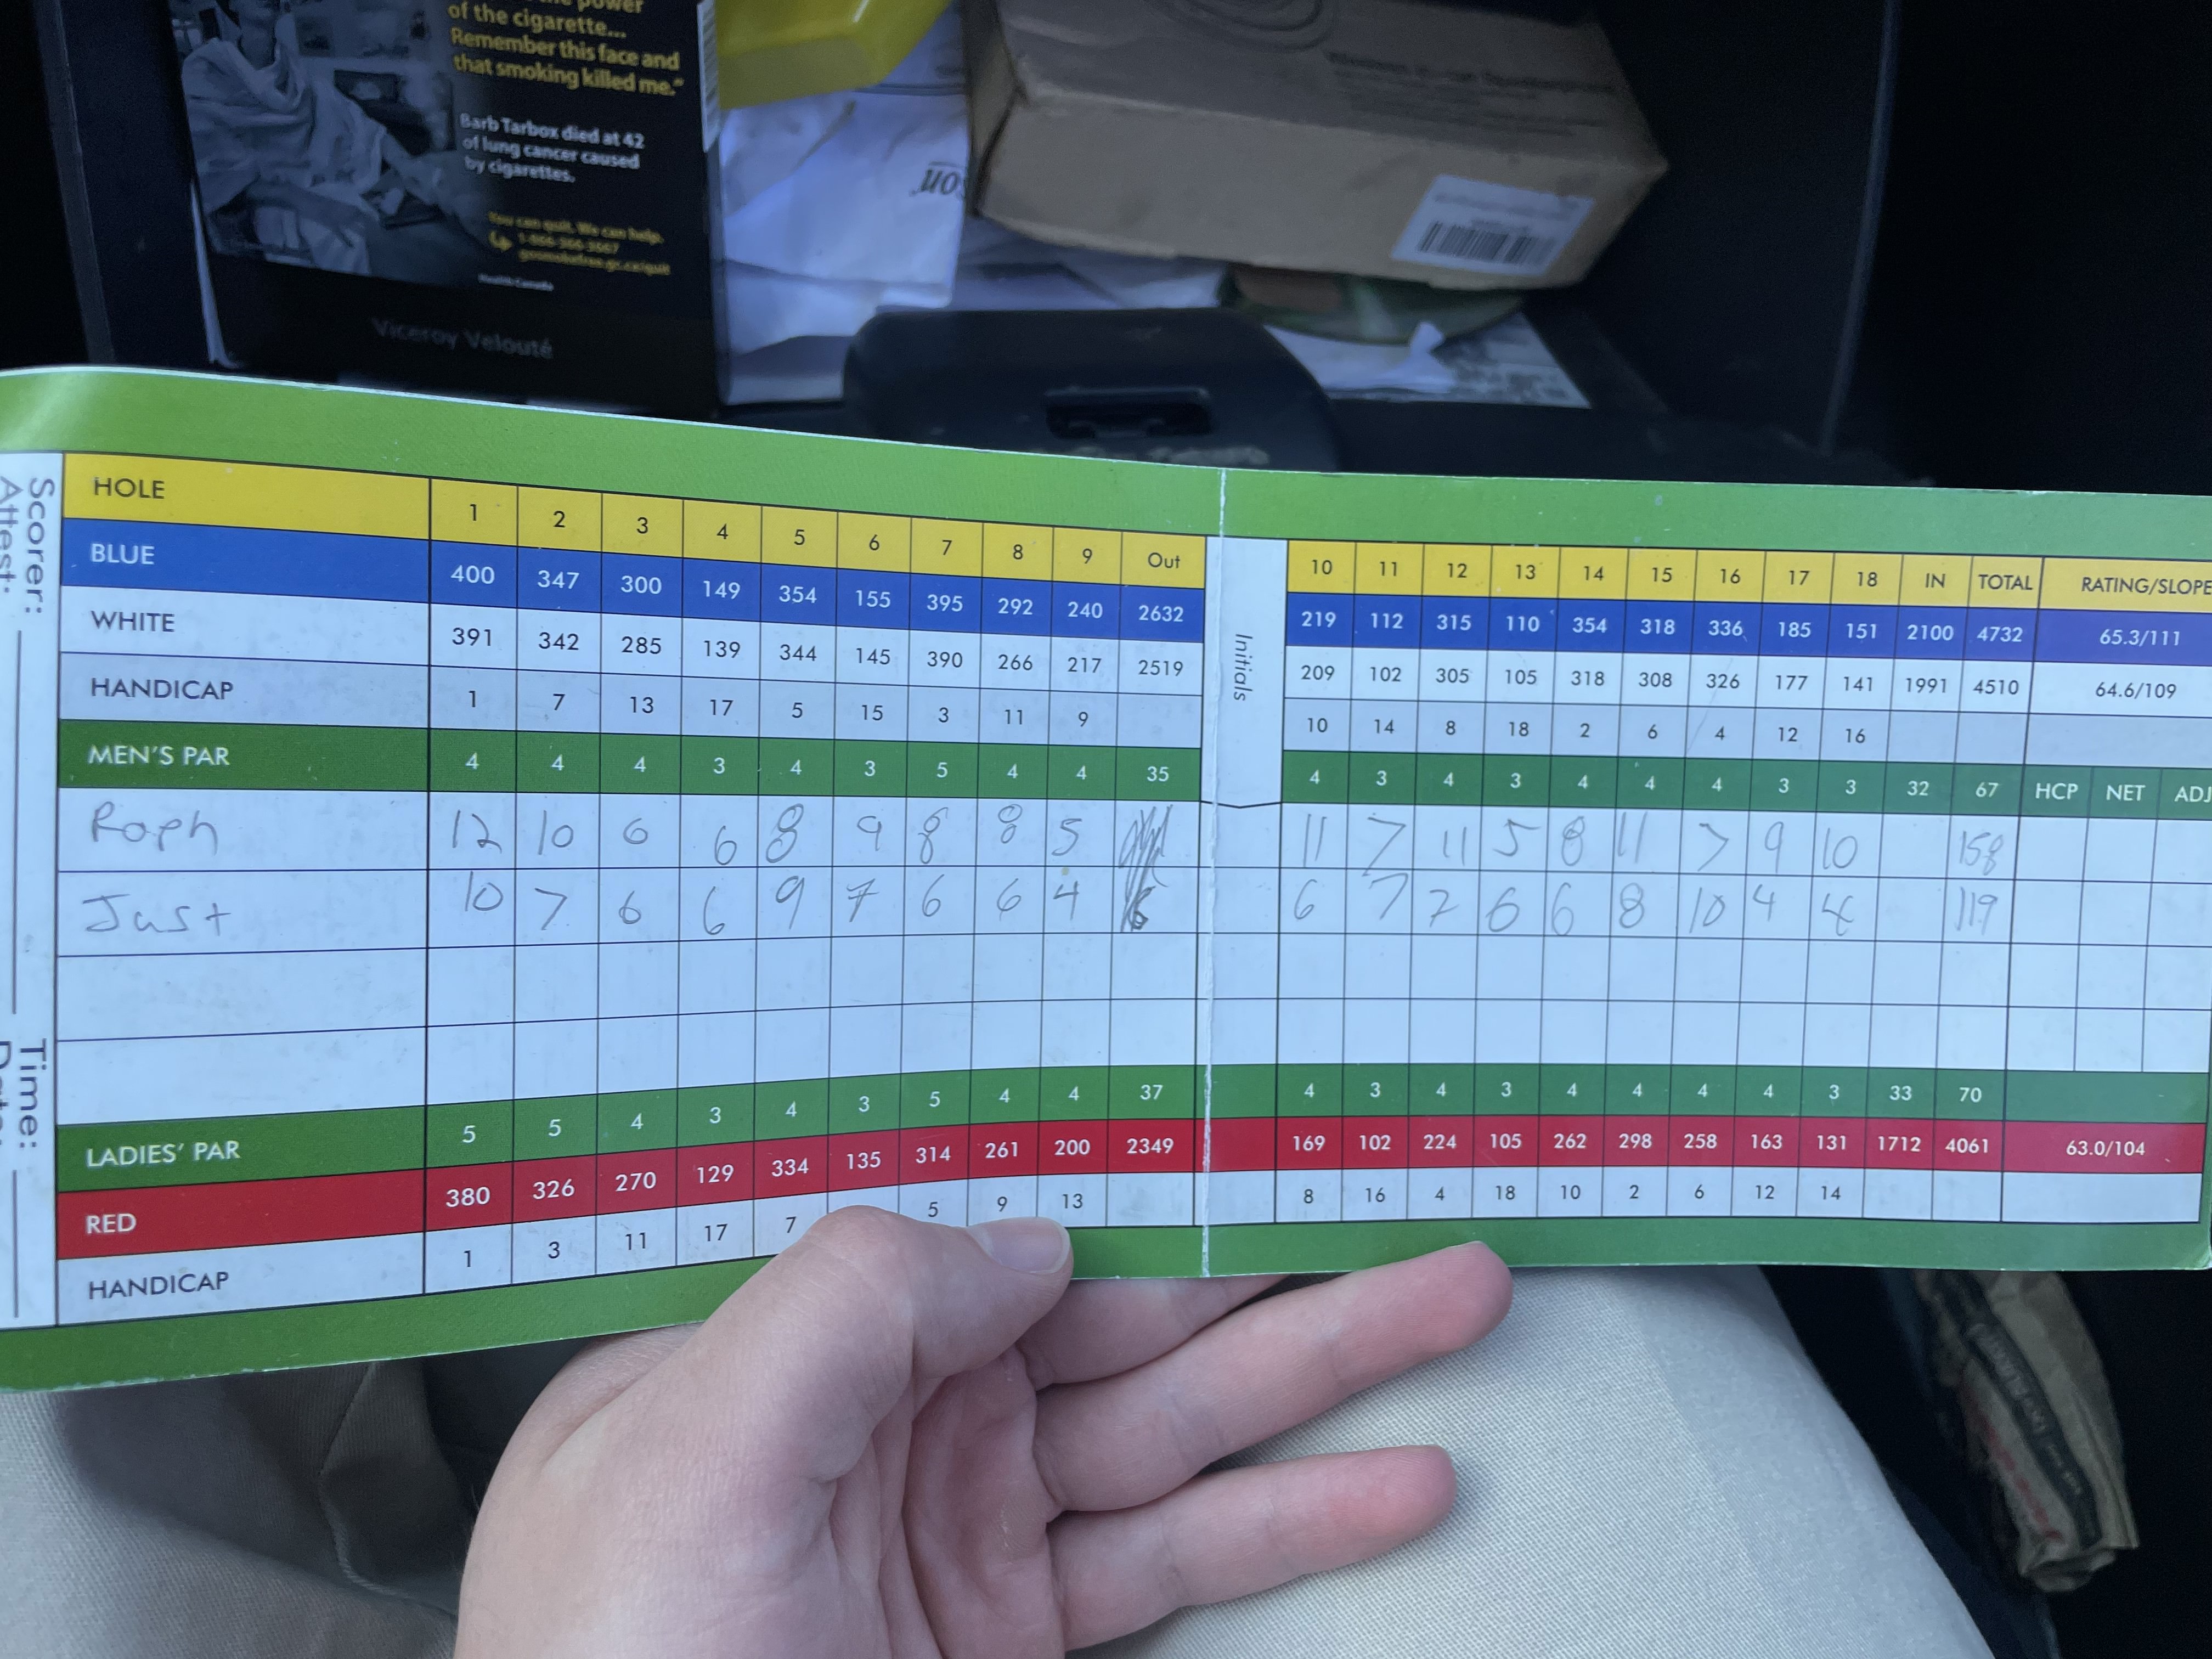 of the cigarette...
Remember this face and
that smoking killed me."
Barb Tarbox died at 42
of lung cancer caused
by cigarettes.
You can quit. We can help.
1-866-366-3667
gosmokefree.gc.ca/quit
Health Canada
Viceroy Velouté
Scorer:
Attest:
Time:
HOLE 1 2 3 4 5 6 7 8 9 Out 10 11 12 13 14 15 16 17 18 IN TOTAL RATING/SLOPE
BLUE 400 347 300 149 354 155 395 292 240 2632 219 112 315 110 354 318 336 185 151 2100 4732 65.3/111
WHITE 391 342 285 139 344 145 390 266 217 2519 209 102 305 105 318 308 326 177 141 1991 4510 64.6/109
Initials
HANDICAP 1 7 13 17 5 15 3 11 9 10 14 8 18 2 6 4 12 16
MEN'S PAR 4 4 4 3 4 3 5 4 4 35 4 3 4 3 4 4 4 3 3 32 67 HCP NET ADJ
Raph 12 10 6 6 8 9 8 8 5 11 7 11 5 8 11 7 9 10 158
Just 10 7 6 6 9 7 6 6 4 6 7 7 6 6 8 10 4 4 119
LADIES' PAR 5 5 4 3 4 3 5 4 4 37 4 3 4 3 4 4 4 4 3 33 70
RED 380 326 270 129 334 135 314 261 200 2349 169 102 224 105 262 298 258 163 131 1712 4061 63.0/104
HANDICAP 1 3 11 17 7 5 9 13 8 16 4 18 10 2 6 12 14